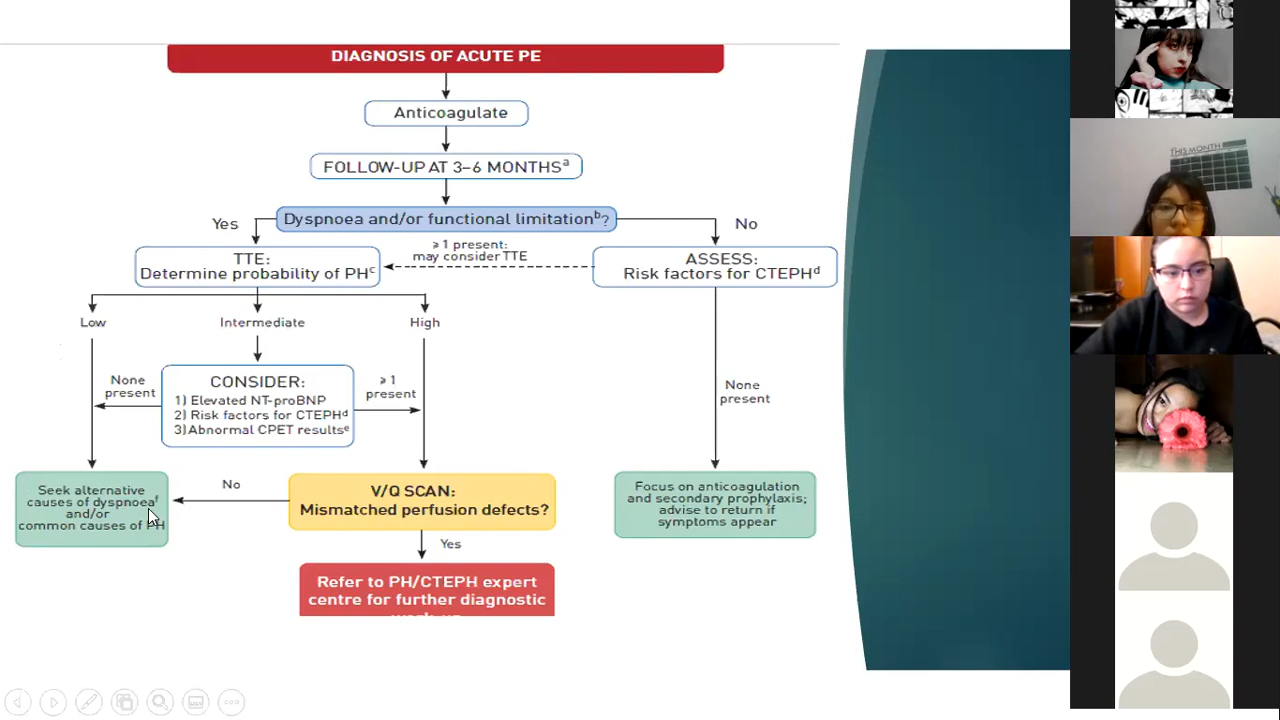 DIAGNOSIS OF ACUTE PE
Anticoagulate
FOLLOW-UP AT 3–6 MONTHSa
Dyspnoea and/or functional limitationb?
Yes
No
TTE:
Determine probability of PHc
≥1 present:
may consider TTE
ASSESS:
Risk factors for CTEPHd
Low
Intermediate
High
None
present
CONSIDER:
1) Elevated NT-proBNP
2) Risk factors for CTEPHd
3) Abnormal CPET resultse
≥1
present
None
present
Seek alternative
causes of dyspnoeaf
and/or
common causes of PH
No
V/Q SCAN:
Mismatched perfusion defects?
Focus on anticoagulation
and secondary prophylaxis;
advise to return if
symptoms appear
Yes
Refer to PH/CTEPH expert
centre for further diagnostic
THIS MONTH